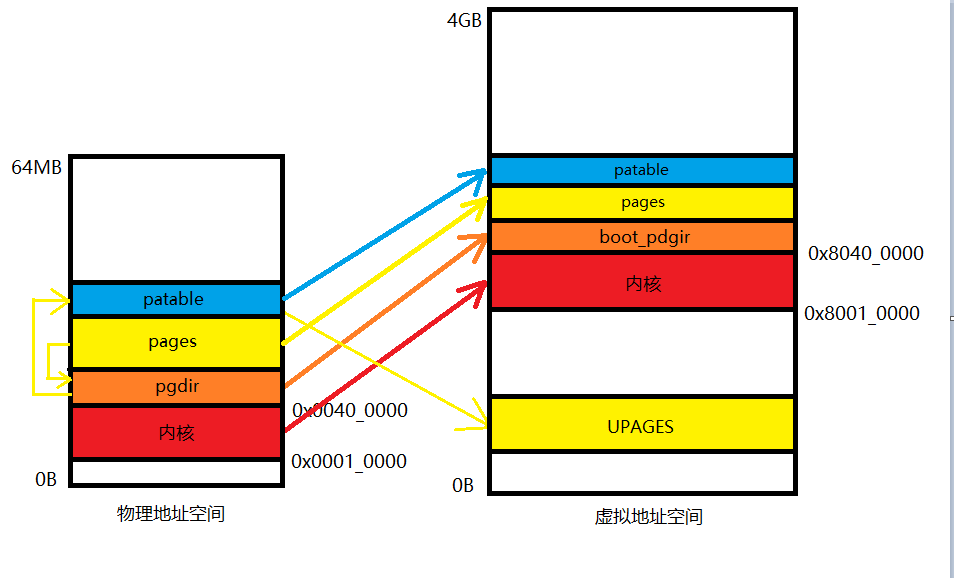 4GB
64MB
patable
pages
boot_pdgir
内核
0x8040_0000
0x8001_0000
patable
pages
pgdir
内核
0x0040_0000
0x0001_0000
UPAGES
0B
0B
物理地址空间
虚拟地址空间